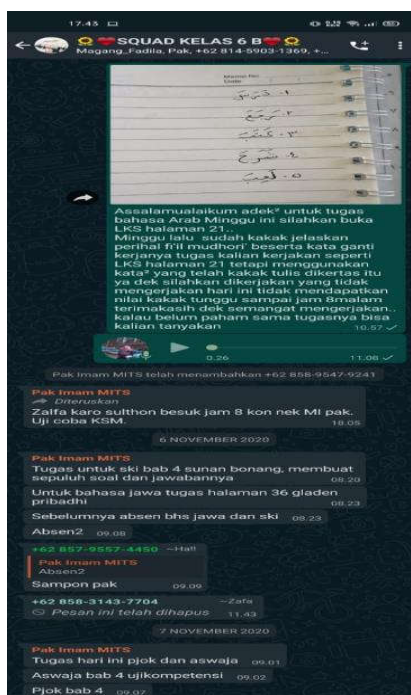 17.43
SQUAD KELAS 6 B
Magang_Fadila, Pak, +62 814-5903-1369, +...
Assalamualaikum adek² untuk tugas
bahasa Arab Minggu ini silahkan buka
LKS halaman 21..
Minggu lalu sudah kakak jelaskan
perihal fi'il mudhori' beserta kata ganti
kerjanya tugas kalian kerjakan seperti
LKS halaman 21 tetapi menggunakan
kata² yang telah kakak tulis dikertas itu
ya dek silahkan dikerjakan yang tidak
mengerjakan hari ini tidak mendapatkan
nilai kakak tunggu sampai jam 8malam
terimakasih dek semangat mengerjakan..
kalau belum paham sama tugasnya bisa
kalian tanyakan 10.57
0.26 11.08
Pak Imam MITS telah menambahkan +62 858-9547-9241
Pak Imam MITS
Diteruskan
Zalfa karo sulthon besuk jam 8 kon nek MI pak.
Uji coba KSM. 18.05
6 NOVEMBER 2020
Pak Imam MITS
Tugas untuk ski bab 4 sunan bonang, membuat
sepuluh soal dan jawabannya 08.20
Untuk bahasa jawa tugas halaman 36 gladen
pribadhi 08.23
Sebelumnya absen bhs jawa dan ski 08.23
Absen2 09.08
+62 857-9557-4450 ~Hall
Pak Imam MITS
Absen2
Sampon pak 09.09
+62 858-3143-7704 ~Zafa
Pesan ini telah dihapus 11.43
7 NOVEMBER 2020
Pak Imam MITS
Tugas hari ini pjok dan aswaja 09.01
Aswaja bab 4 ujikompetensi 09.02
Pjok bab 4 09.02